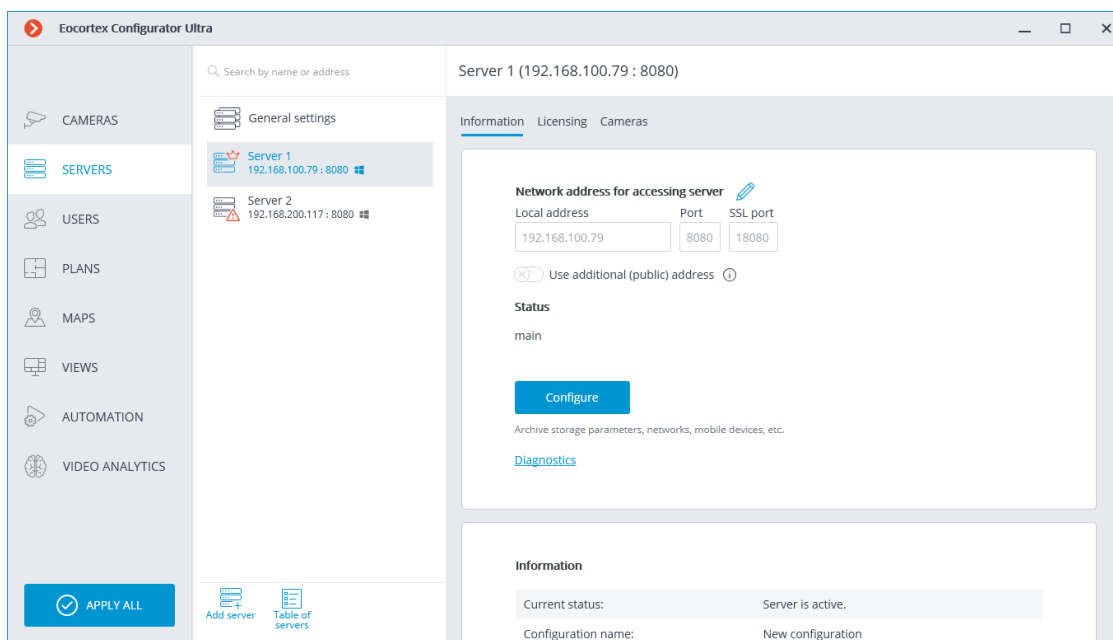 Eocortex Configurator Ultra
Search by name or address
Server 1 (192.168.100.79 : 8080)
CAMERAS
SERVERS
USERS
PLANS
MAPS
VIEWS
AUTOMATION
VIDEO ANALYTICS
APPLY ALL
General settings
Server 1
192.168.100.79 : 8080
Server 2
192.168.200.117 : 8080
Add server
Table of
servers
Information Licensing Cameras
Network address for accessing server
Local address Port SSL port
192.168.100.79 8080 18080
Use additional (public) address
Status
main
Configure
Archive storage parameters, networks, mobile devices, etc.
Diagnostics
Information
Current status: Server is active.
Configuration name: New configuration